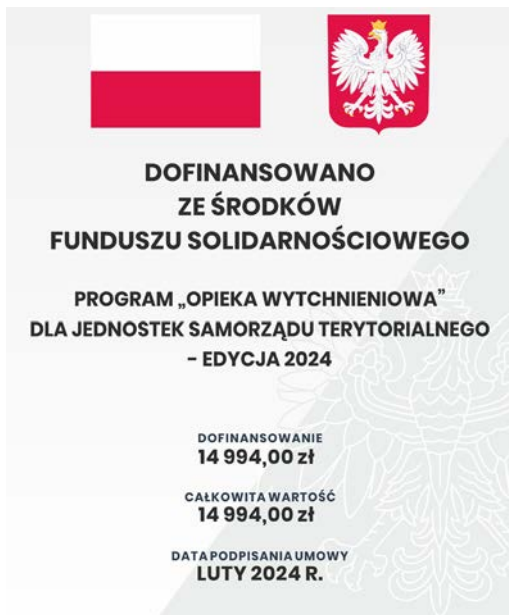 DOFINANSOWANO
ZE ŚRODKÓW
FUNDUSZU SOLIDARNOŚCIOWEGO
PROGRAM „OPIEKA WYTCHNIENIOWA”
DLA JEDNOSTEK SAMORZĄDU TERYTORIALNEGO
– EDYCJA 2024
DOFINANSOWANIE
14 994,00 zł
CAŁKOWITA WARTOŚĆ
14 994,00 zł
DATA PODPISANIA UMOWY
LUTY 2024 R.